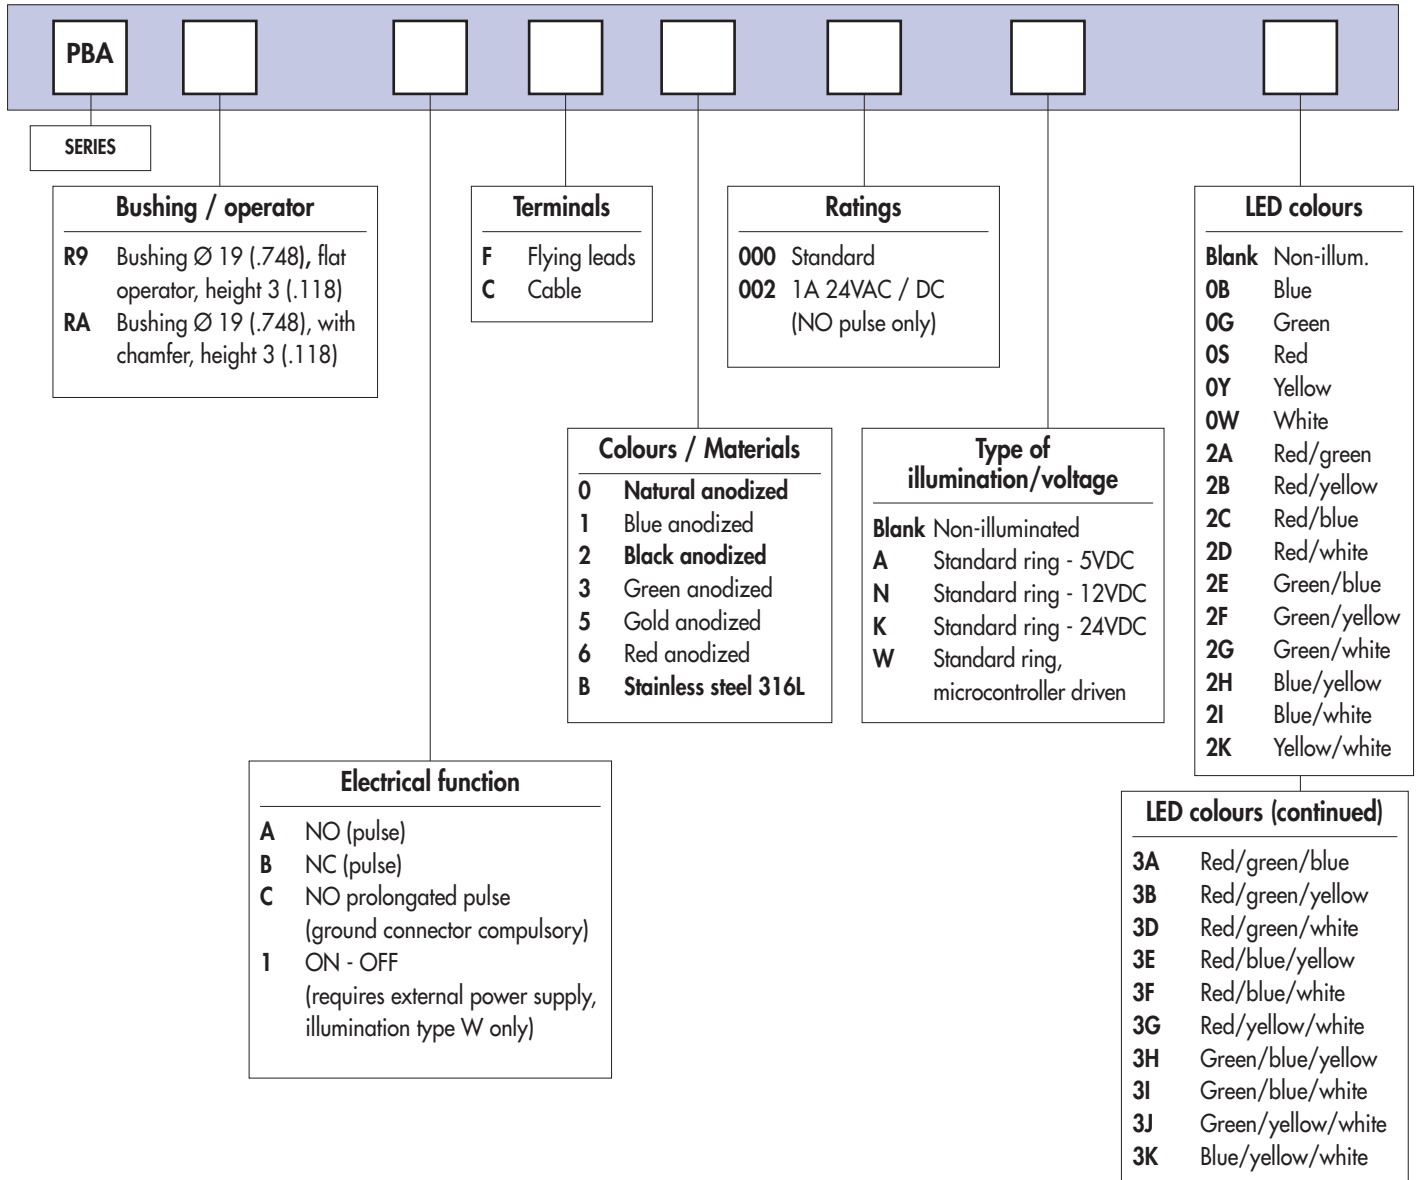 PBA
SERIES
Bushing / operator
R9 Bushing Ø 19 (.748), flat
operator, height 3 (.118)
RA Bushing Ø 19 (.748), with
chamfer, height 3 (.118)
Terminals
F Flying leads
C Cable
Ratings
000 Standard
002 1A 24VAC / DC
(NO pulse only)
LED colours
Blank Non-illum.
0B Blue
0G Green
0S Red
0Y Yellow
0W White
2A Red/green
2B Red/yellow
2C Red/blue
2D Red/white
2E Green/blue
2F Green/yellow
2G Green/white
2H Blue/yellow
2I Blue/white
2K Yellow/white
Colours / Materials
0 Natural anodized
1 Blue anodized
2 Black anodized
3 Green anodized
5 Gold anodized
6 Red anodized
B Stainless steel 316L
Type of
illumination/voltage
Blank Non-illuminated
A Standard ring - 5VDC
N Standard ring - 12VDC
K Standard ring - 24VDC
W Standard ring,
microcontroller driven
Electrical function
A NO (pulse)
B NC (pulse)
C NO prolongated pulse
(ground connector compulsory)
1 ON - OFF
(requires external power supply,
illumination type W only)
LED colours (continued)
3A Red/green/blue
3B Red/green/yellow
3D Red/green/white
3E Red/blue/yellow
3F Red/blue/white
3G Red/yellow/white
3H Green/blue/yellow
3I Green/blue/white
3J Green/yellow/white
3K Blue/yellow/white